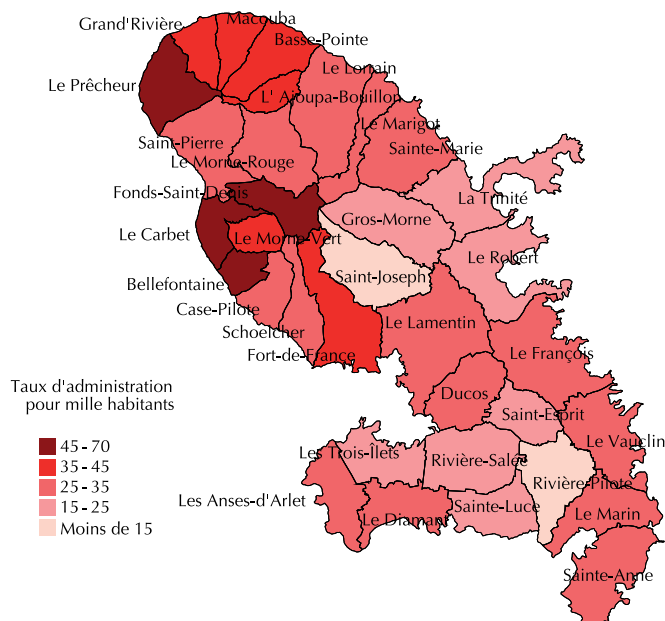 Macouba
Grand'Rivière
Basse-Pointe
Le Lorrain
Le Prêcheur
L' Ajoupa-Bouillon
Le Marigot
Saint-Pierre
Sainte-Marie
Le Morne-Rouge
Fonds-Saint-Denis
La Trinité
Gros-Morne
Le Carbet
Le Morne-Vert
Le Robert
Saint-Joseph
Bellefontaine
Case-Pilote
Le Lamentin
Schoelcher
Le François
Fort-de-France
Taux d'administration
pour mille habitants
Ducos
Saint-Esprit
45 - 70
Le Vauclin
35 - 45
Les Trois-Îlets
Rivière-Salée
25 - 35
Rivière-Pilote
15 - 25
Les Anses-d'Arlet
Sainte-Luce
Le Diamant
Le Marin
Moins de 15
Sainte-Anne